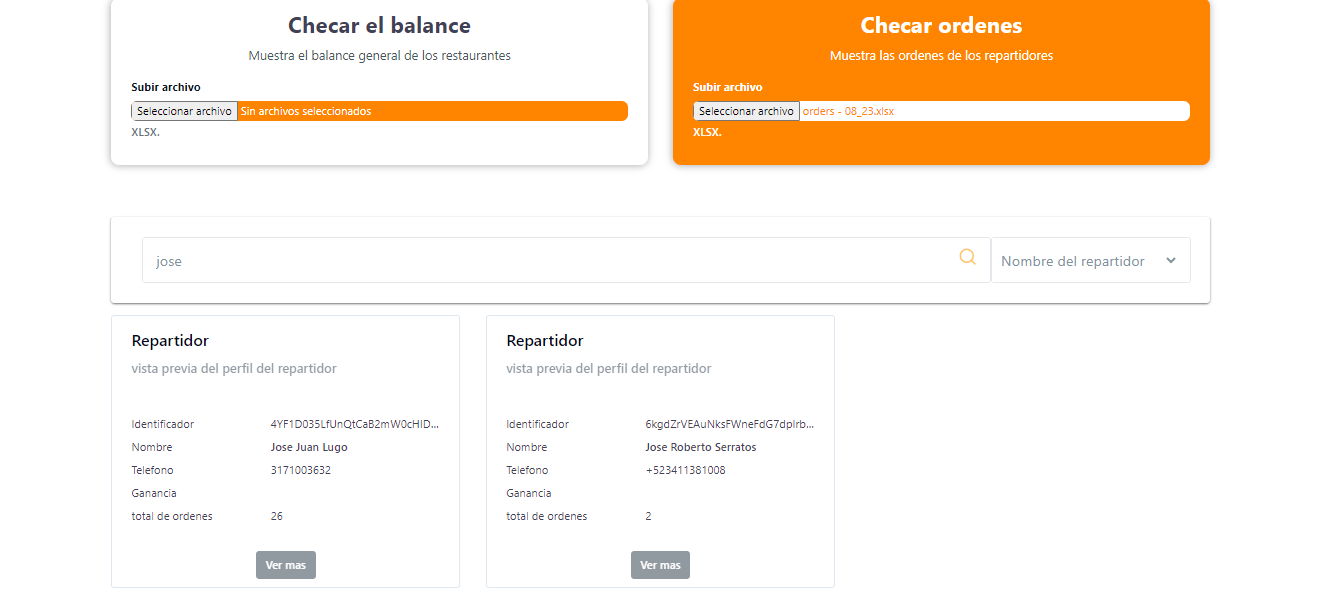 Checar el balance
Muestra el balance general de los restaurantes
Subir archivo
Seleccionar archivo Sin archivos seleccionados
XLSX.
Checar ordenes
Muestra las ordenes de los repartidores
Subir archivo
Seleccionar archivo orders - 08_23.xlsx
XLSX.
jose
Nombre del repartidor
Repartidor
vista previa del perfil del repartidor
Identificador 4YF1D035LfUnQtCaB2mW0cHID...
Nombre Jose Juan Lugo
Telefono 3171003632
Ganancia
total de ordenes 26
Ver mas
Repartidor
vista previa del perfil del repartidor
Identificador 6kgdZrVEAuNksFWneFdG7dpIrb...
Nombre Jose Roberto Serratos
Telefono +523411381008
Ganancia
total de ordenes 2
Ver mas